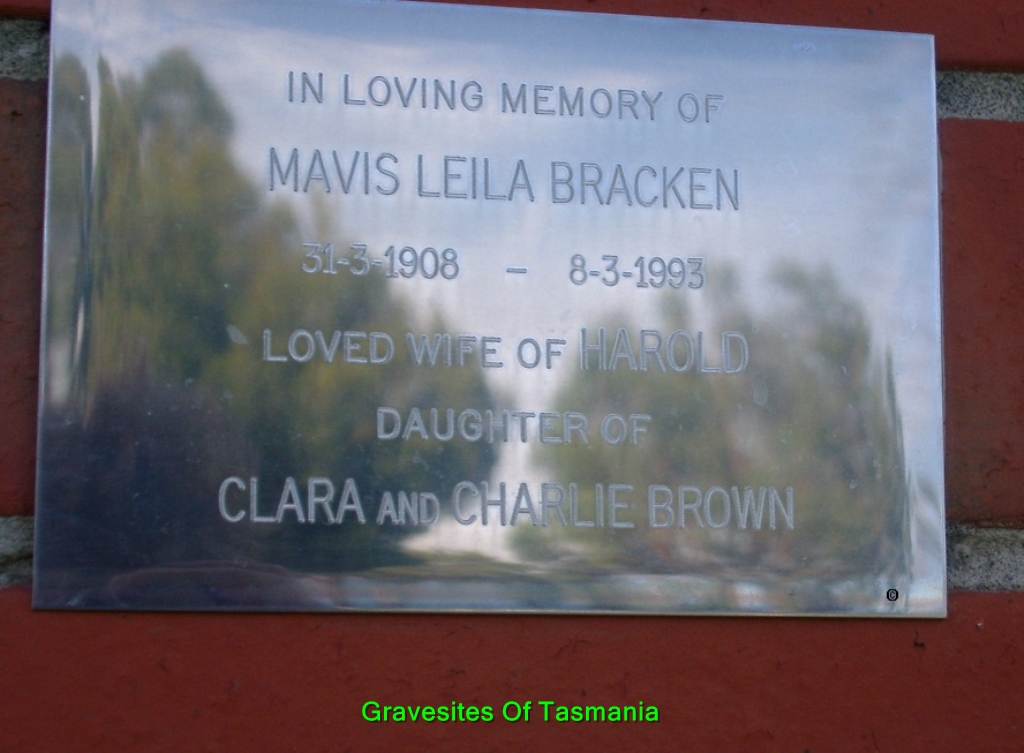 IN LOVING MEMORY OF
MAVIS LEILA BRACKEN
31-3-1908 – 8-3-1993
LOVED WIFE OF HAROLD
DAUGHTER OF
CLARA AND CHARLIE BROWN
©
Gravesites Of Tasmania